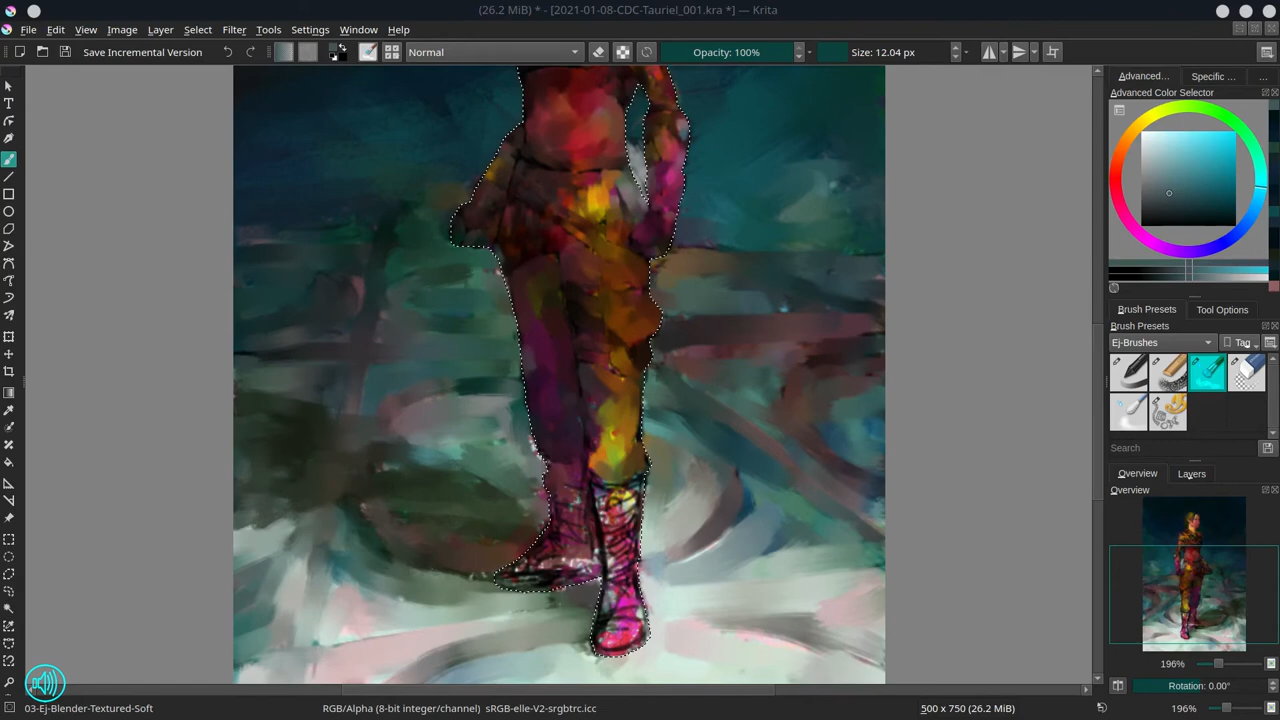 (26.2 MiB) * - [2021-01-08-CDC-Tauriel_001.kra *] — Krita
File Edit View Image Layer Select Filter Tools Settings Window Help
Save Incremental Version Normal Opacity: 100% Size: 12.04 px
Advanced... Specific ... ...
Advanced Color Selector
Brush Presets Tool Options
Brush Presets
Ej-Brushes Tag
Search
Overview Layers
Overview
196%
Rotation: 0.00°
03-Ej-Blender-Textured-Soft RGB/Alpha (8-bit integer/channel) sRGB-elle-V2-srgbtrc.icc 500 x 750 (26.2 MiB) 196%